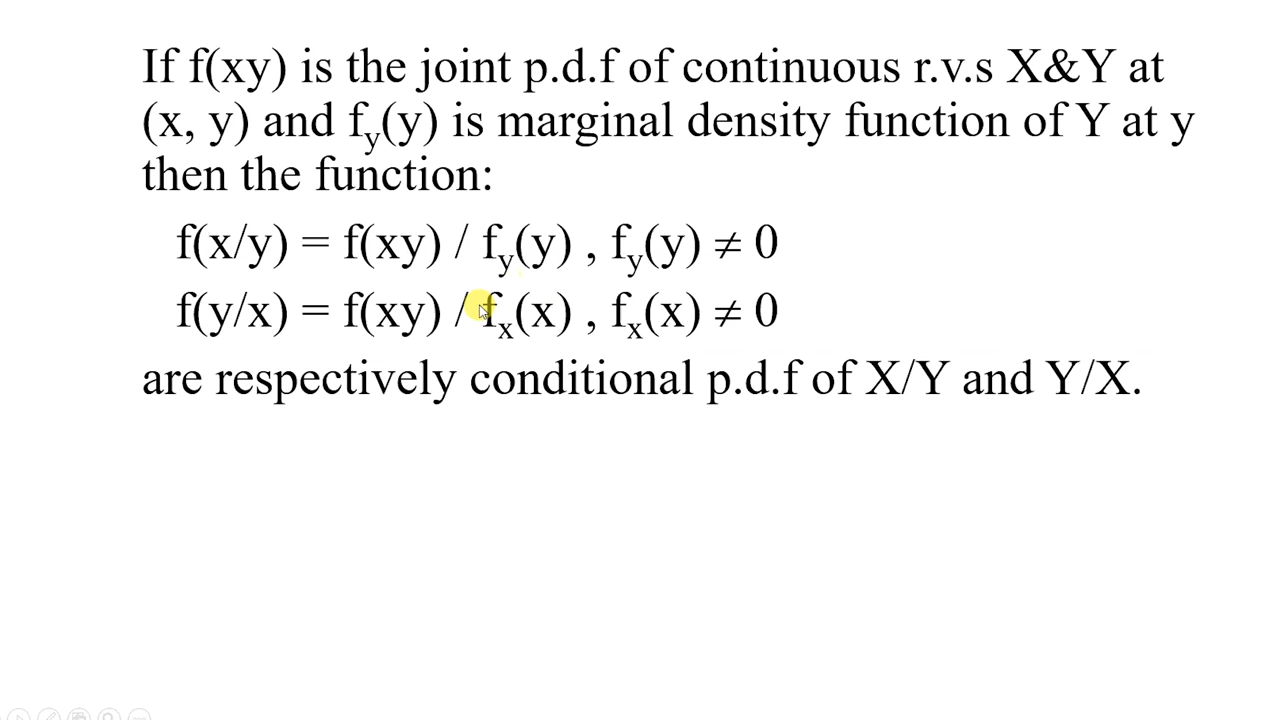 If f(xy) is the joint p.d.f of continuous r.v.s X&Y at
(x, y) and fy(y) is marginal density function of Y at y
then the function:
f(x/y) = f(xy) / fy(y) , fy(y) ≠ 0
f(y/x) = f(xy) / fx(x) , fx(x) ≠ 0
are respectively conditional p.d.f of X/Y and Y/X.